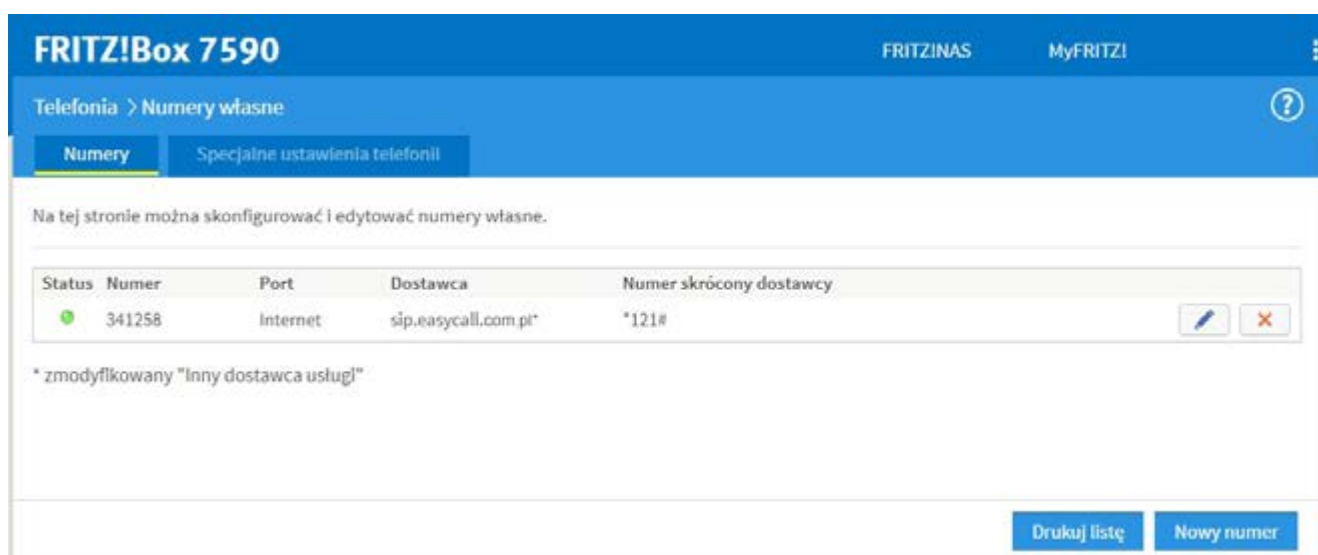 FRITZ!Box 7590 FRITZ!NAS MyFRITZ!
Telefonia > Numery własne ?
Numery Specjalne ustawienia telefonii
Na tej stronie można skonfigurować i edytować numery własne.
Status Numer Port Dostawca Numer skrócony dostawcy
341258 Internet sip.easycall.com.pl* *121#
* zmodyfikowany "Inny dostawca usługi"
Drukuj listę Nowy numer